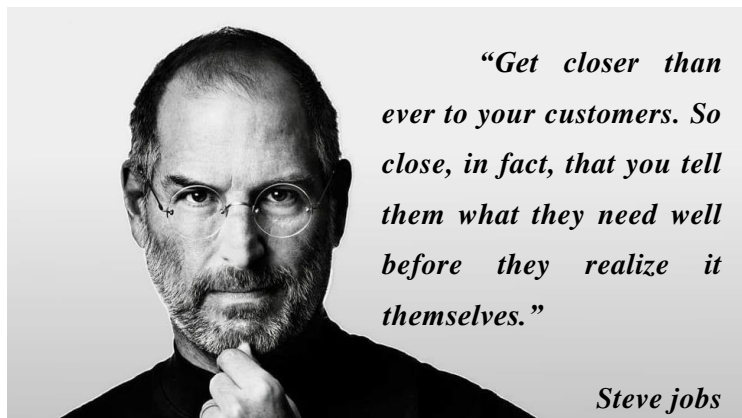 “Get closer than
ever to your customers. So
close, in fact, that you tell
them what they need well
before they realize it
themselves.”
Steve jobs